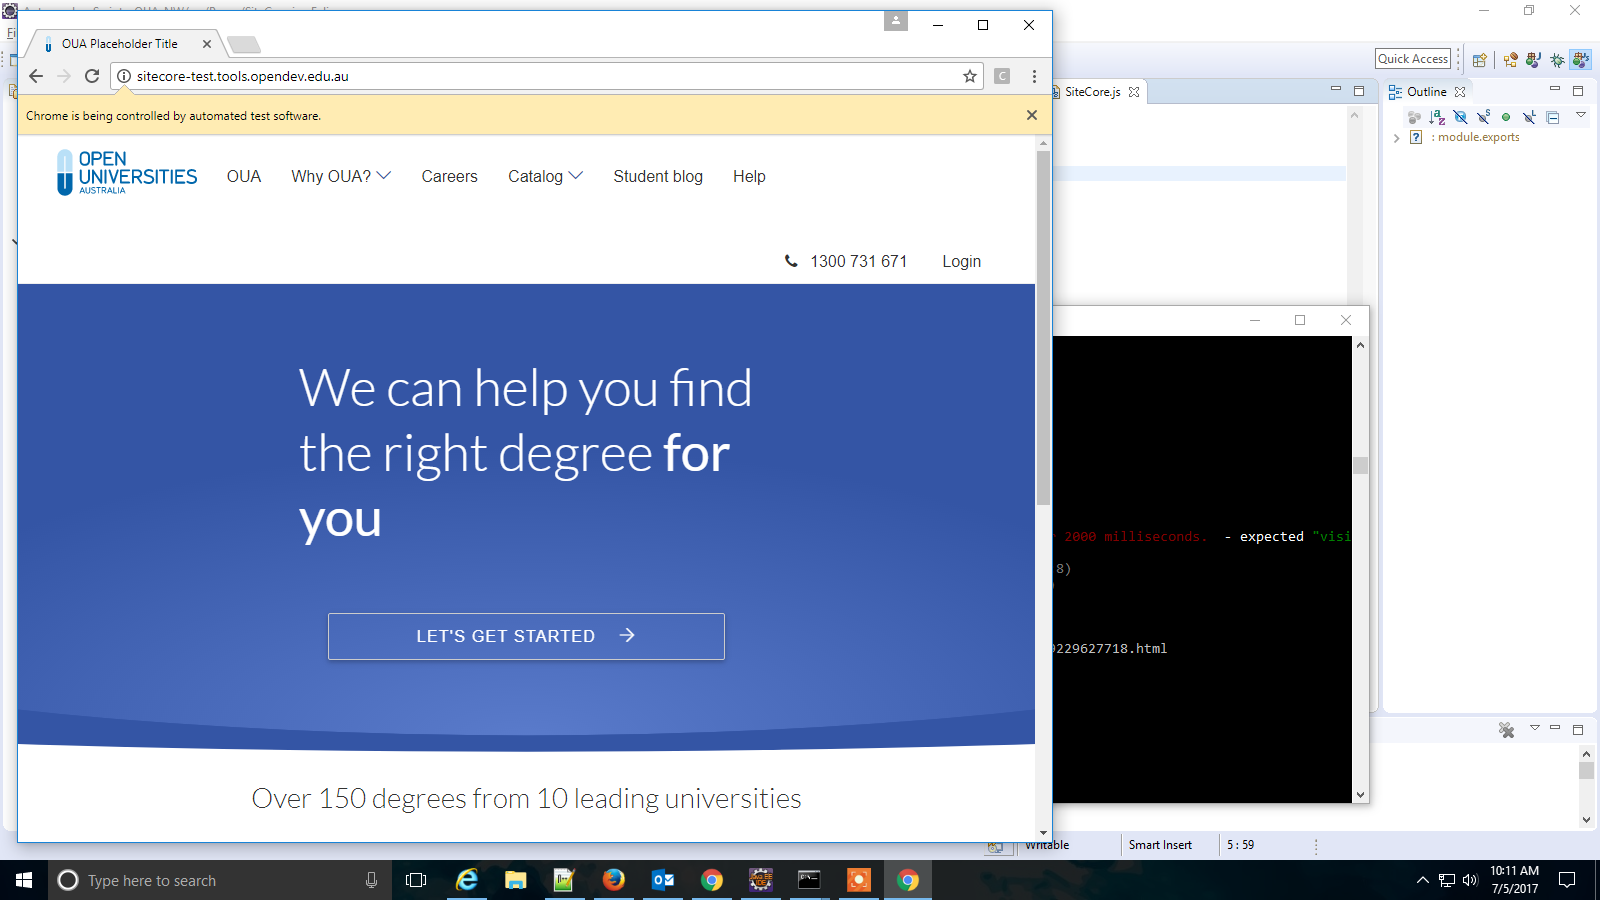 OUA Placeholder Title
sitecore-test.tools.opendev.edu.au
C
Chrome is being controlled by automated test software.
OPEN
UNIVERSITIES
AUSTRALIA
OUA
Why OUA?
Careers
Catalog
Student blog
Help
1300 731 671
Login
We can help you find
the right degree for
you
LET'S GET STARTED
Over 150 degrees from 10 leading universities
Quick Access
SiteCore.js
Outline
: module.exports
2000 milliseconds. - expected "visi
8)
229627718.html
Writable
Smart Insert
5 : 59
Type here to search
10:11 AM
7/5/2017